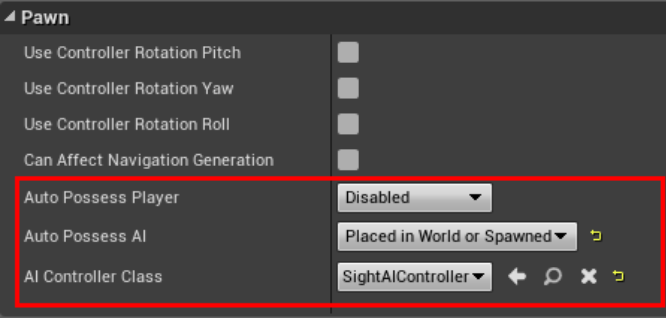 Pawn
Use Controller Rotation Pitch
Use Controller Rotation Yaw
Use Controller Rotation Roll
Can Affect Navigation Generation
Auto Possess Player Disabled
Auto Possess AI Placed in World or Spawned
AI Controller Class SightAIController